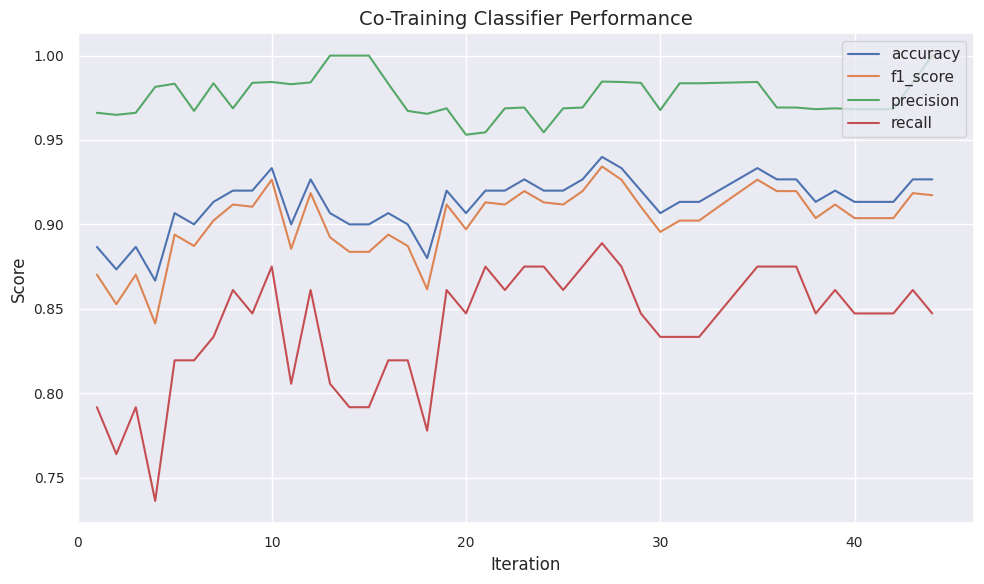 Co-Training Classifier Performance
1.00
0.95
0.90
0.85
0.80
0.75
Score
accuracy
f1_score
precision
recall
0
10
20
30
40
Iteration